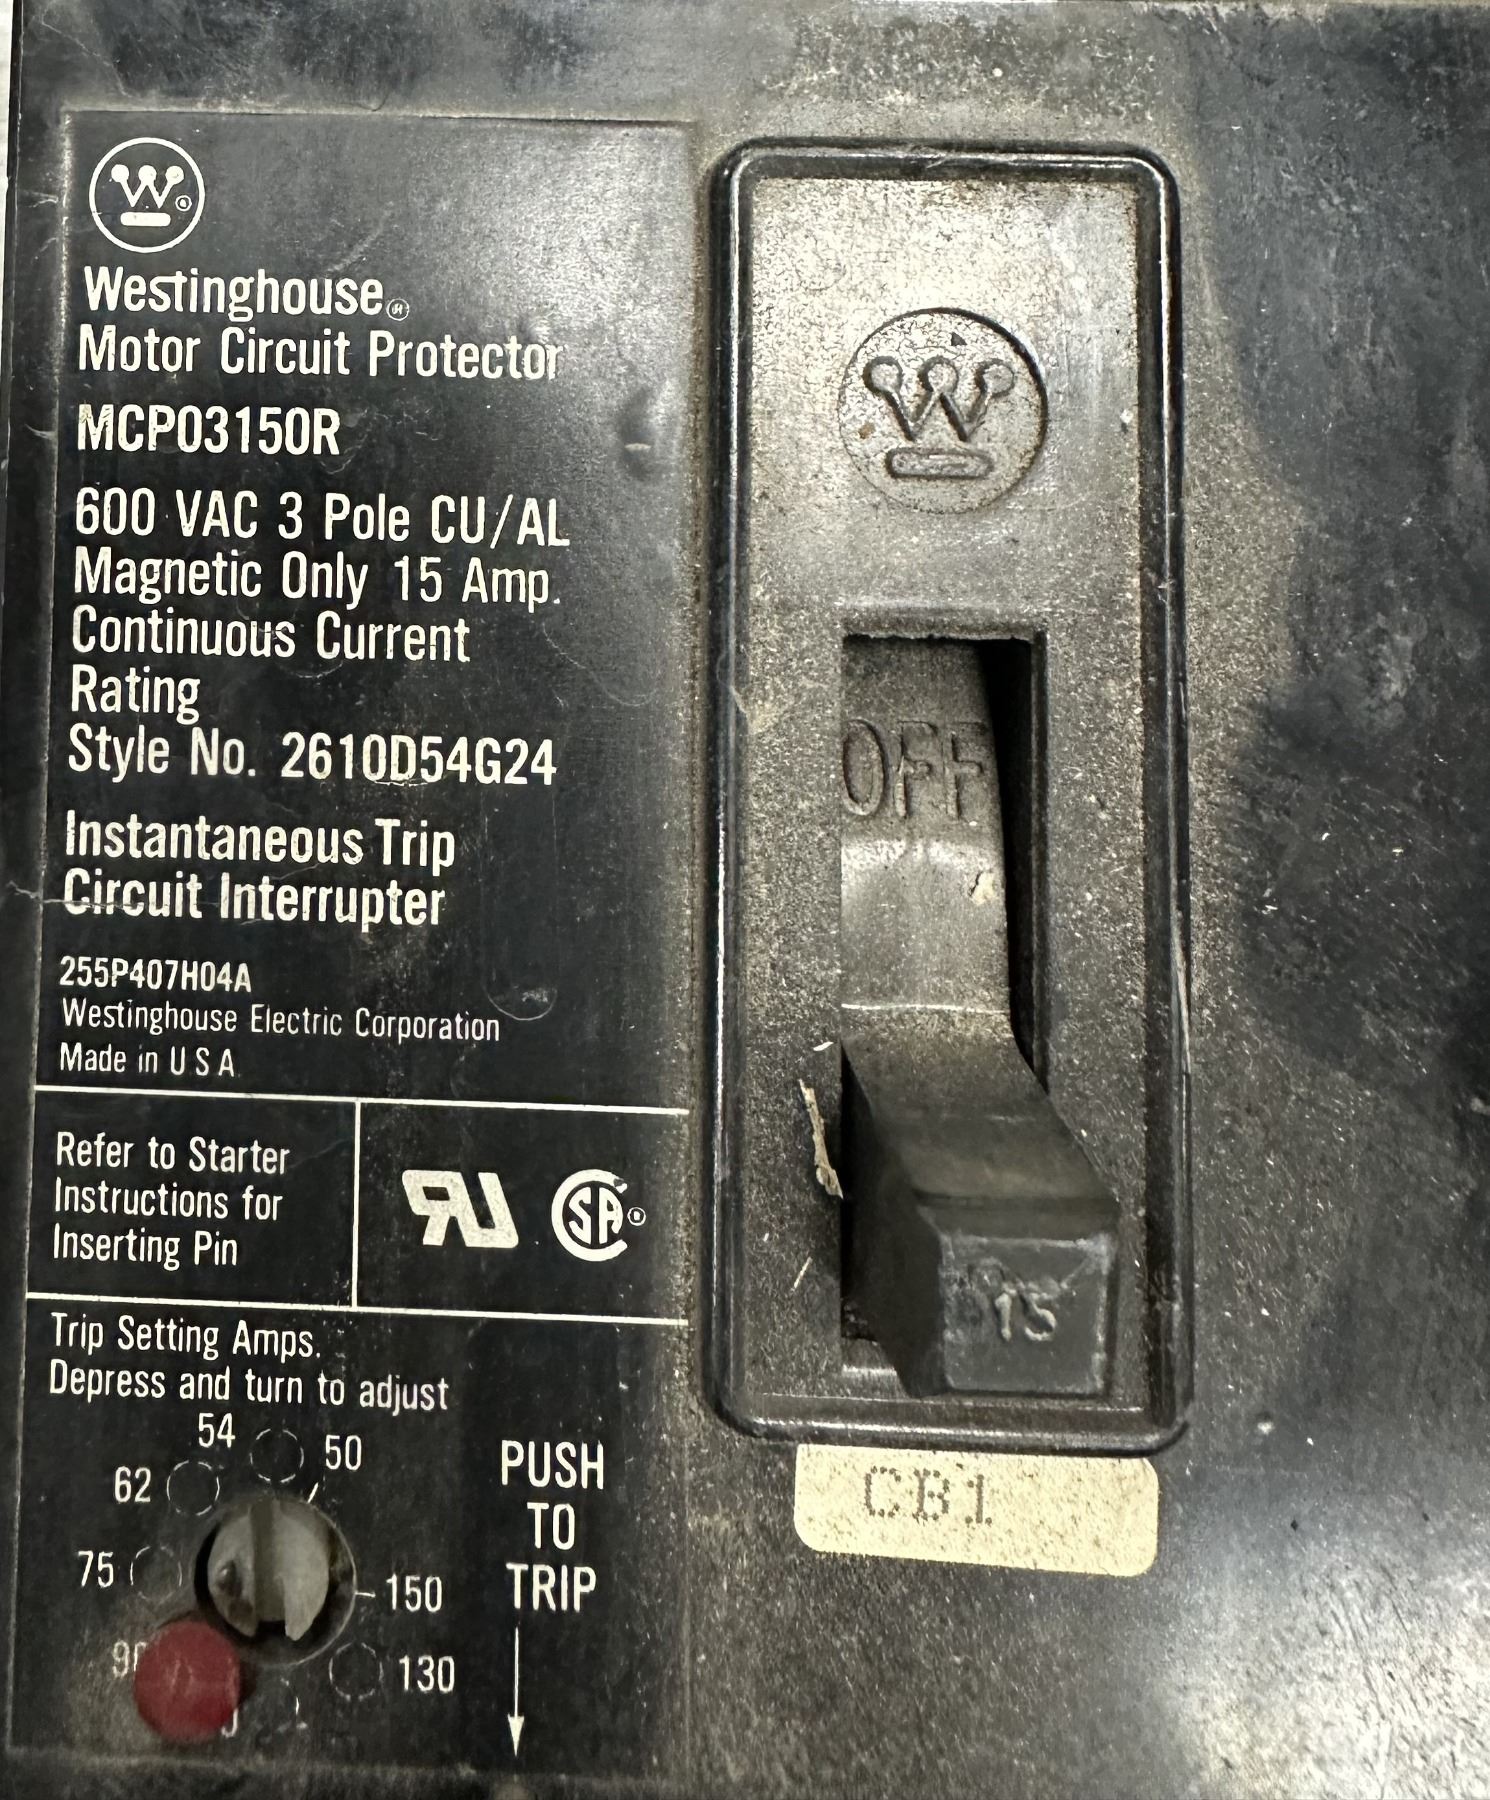 Westinghouse®
Motor Circuit Protector
MCP03150R
600 VAC 3 Pole CU/AL
Magnetic Only 15 Amp.
Continuous Current
Rating
Style No. 2610D54G24
Instantaneous Trip
Circuit Interrupter
255P407H04A
Westinghouse Electric Corporation
Made in U S A
Refer to Starter
Instructions for
Inserting Pin
UR
SA®
Trip Setting Amps.
Depress and turn to adjust
54
50
62
75
150
130
PUSH
TO
TRIP
W
OFF
15
CB1